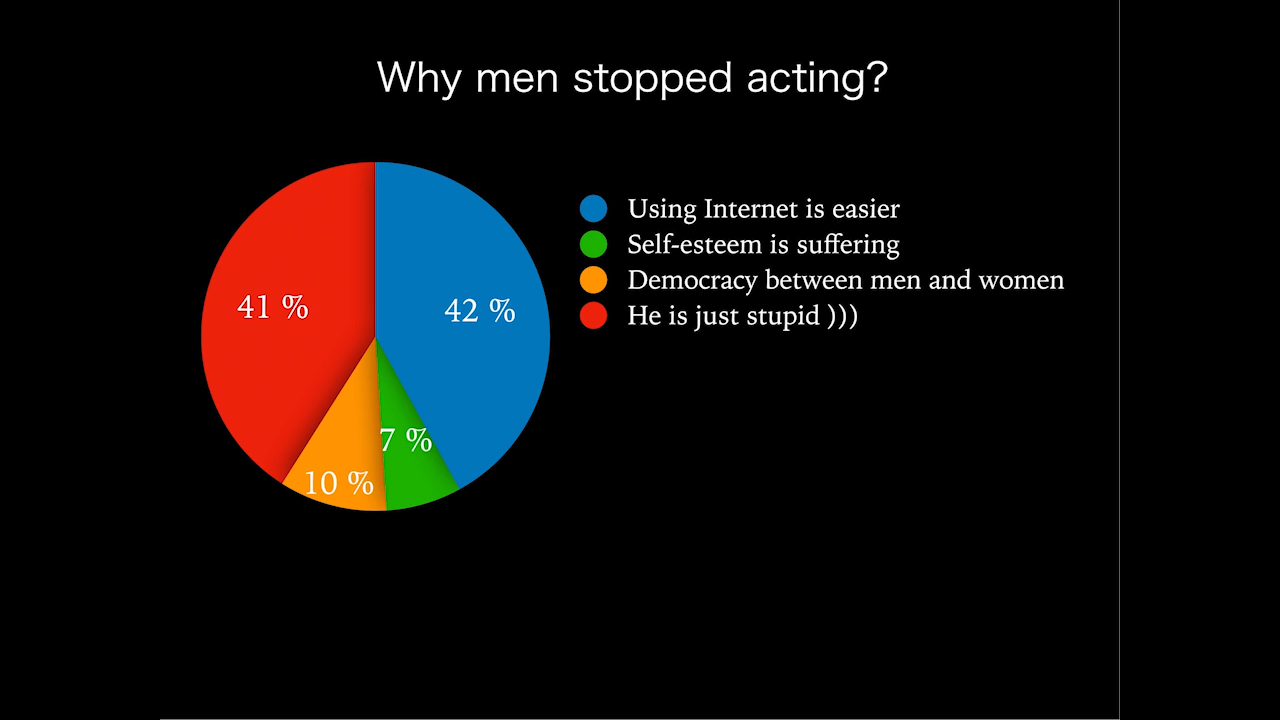 Why men stopped acting?
Using Internet is easier
Self-esteem is suffering
Democracy between men and women
He is just stupid )))
41 %
42 %
7 %
10 %